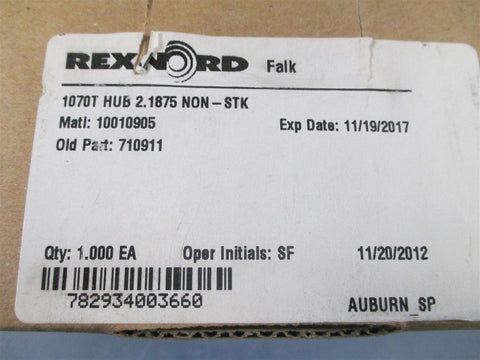 REXNORD Falk
1070T HUB 2.1875 NON-STK
Matl: 10010905 Exp Date: 11/19/2017
Old Part: 710911
Qty: 1.000 EA Oper Initials: SF 11/20/2012
782934003660
AUBURN_SP